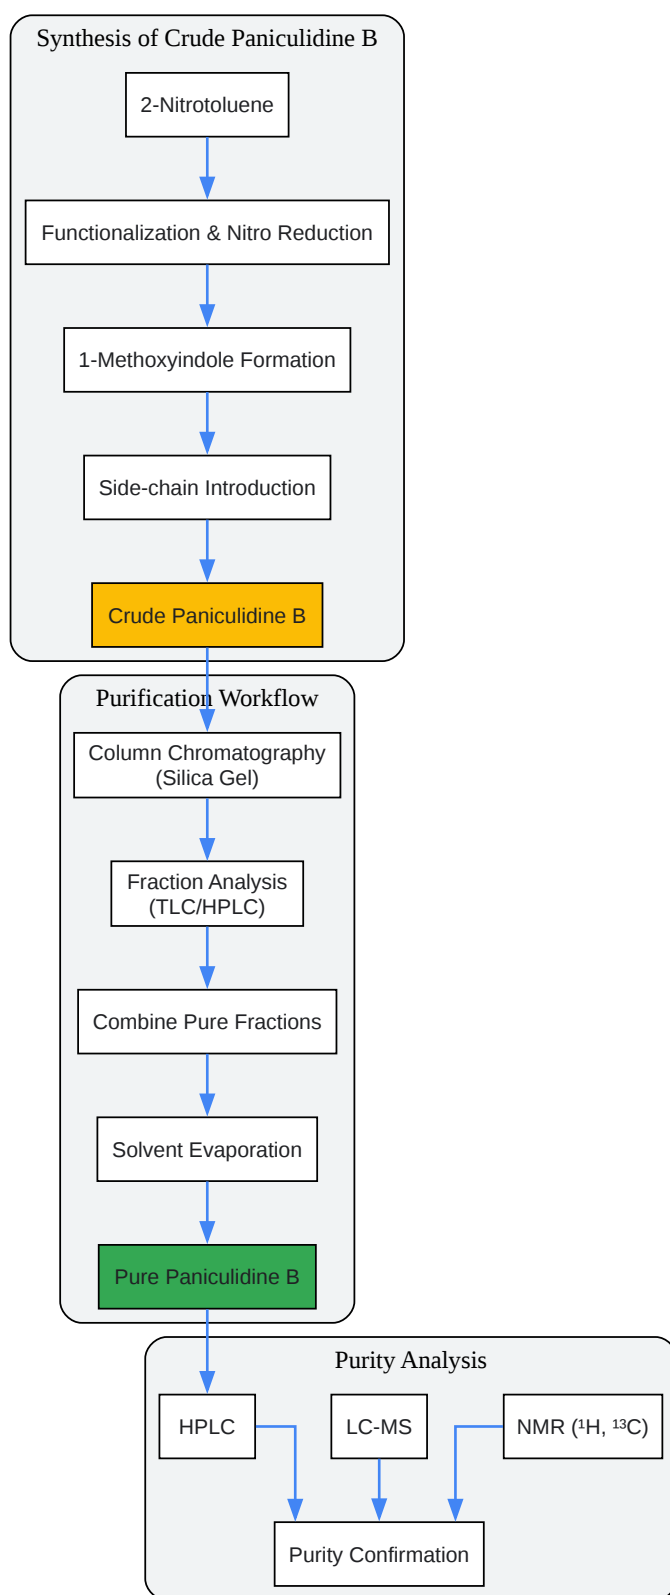 Synthesis of Crude Paniculidine B
2-Nitrotoluene
Functionalization & Nitro Reduction
1-Methoxyindole Formation
Side-chain Introduction
Crude Paniculidine B
Purification Workflow
Column Chromatography
(Silica Gel)
Fraction Analysis
(TLC/HPLC)
Combine Pure Fractions
Solvent Evaporation
Pure Paniculidine B
Purity Analysis
HPLC
LC-MS
NMR (¹H, ¹³C)
Purity Confirmation